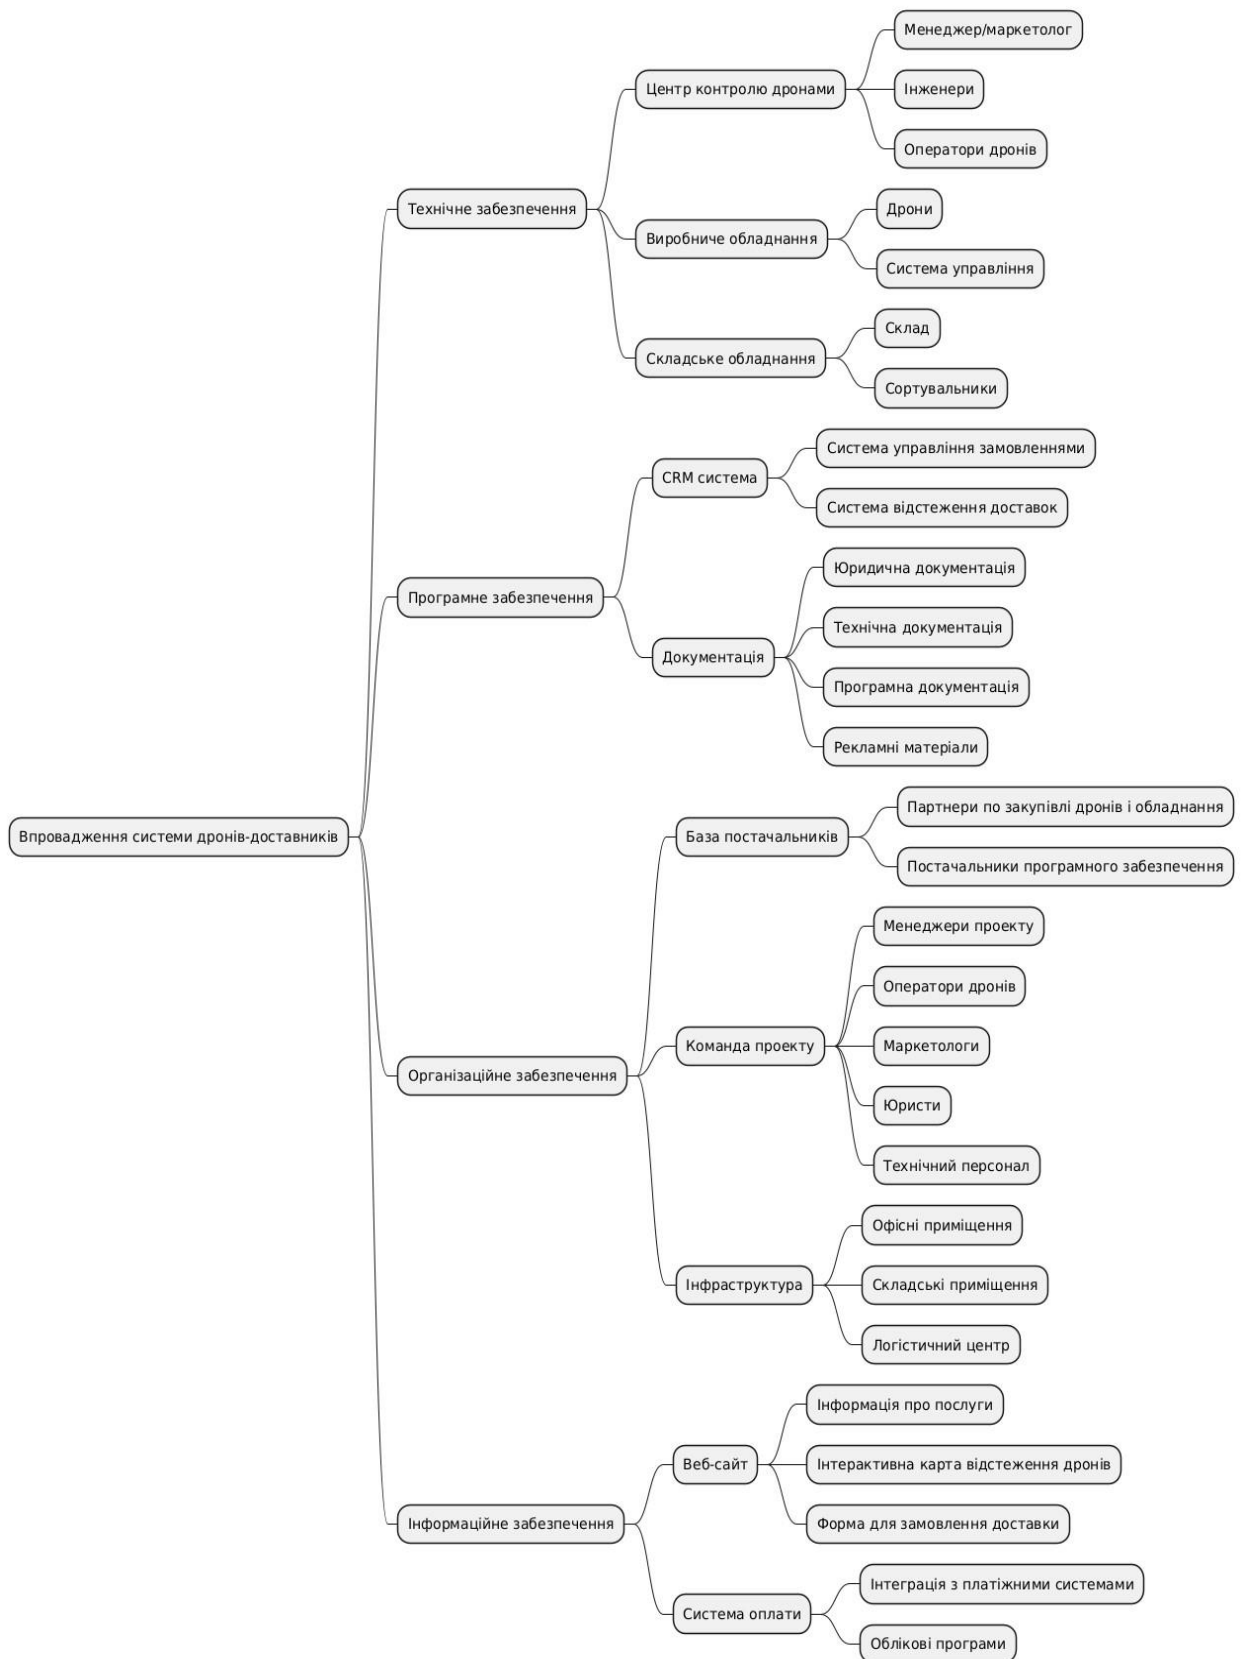 Впровадження системи дронів-доставників
Технічне забезпечення
Центр контролю дронами
Менеджер/маркетолог
Інженери
Оператори дронів
Виробниче обладнання
Дрони
Система управління
Складське обладнання
Склад
Сортувальники
Програмне забезпечення
CRM система
Система управління замовленнями
Система відстеження доставок
Документація
Юридична документація
Технічна документація
Програмна документація
Рекламні матеріали
Організаційне забезпечення
База постачальників
Партнери по закупівлі дронів і обладнання
Постачальники програмного забезпечення
Команда проекту
Менеджери проекту
Оператори дронів
Маркетологи
Юристи
Технічний персонал
Інфраструктура
Офісні приміщення
Складські приміщення
Логістичний центр
Інформаційне забезпечення
Веб-сайт
Інформація про послуги
Інтерактивна карта відстеження дронів
Форма для замовлення доставки
Система оплати
Інтеграція з платіжними системами
Облікові програми